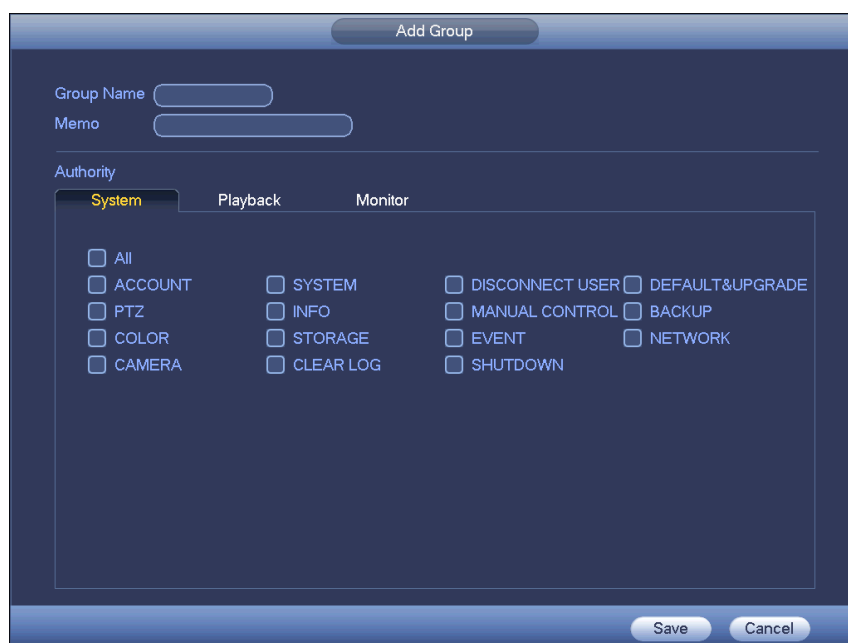 Add Group
Group Name
Memo
Authority
System Playback Monitor
All
ACCOUNT SYSTEM DISCONNECT USER DEFAULT&UPGRADE
PTZ INFO MANUAL CONTROL BACKUP
COLOR STORAGE EVENT NETWORK
CAMERA CLEAR LOG SHUTDOWN
Save Cancel